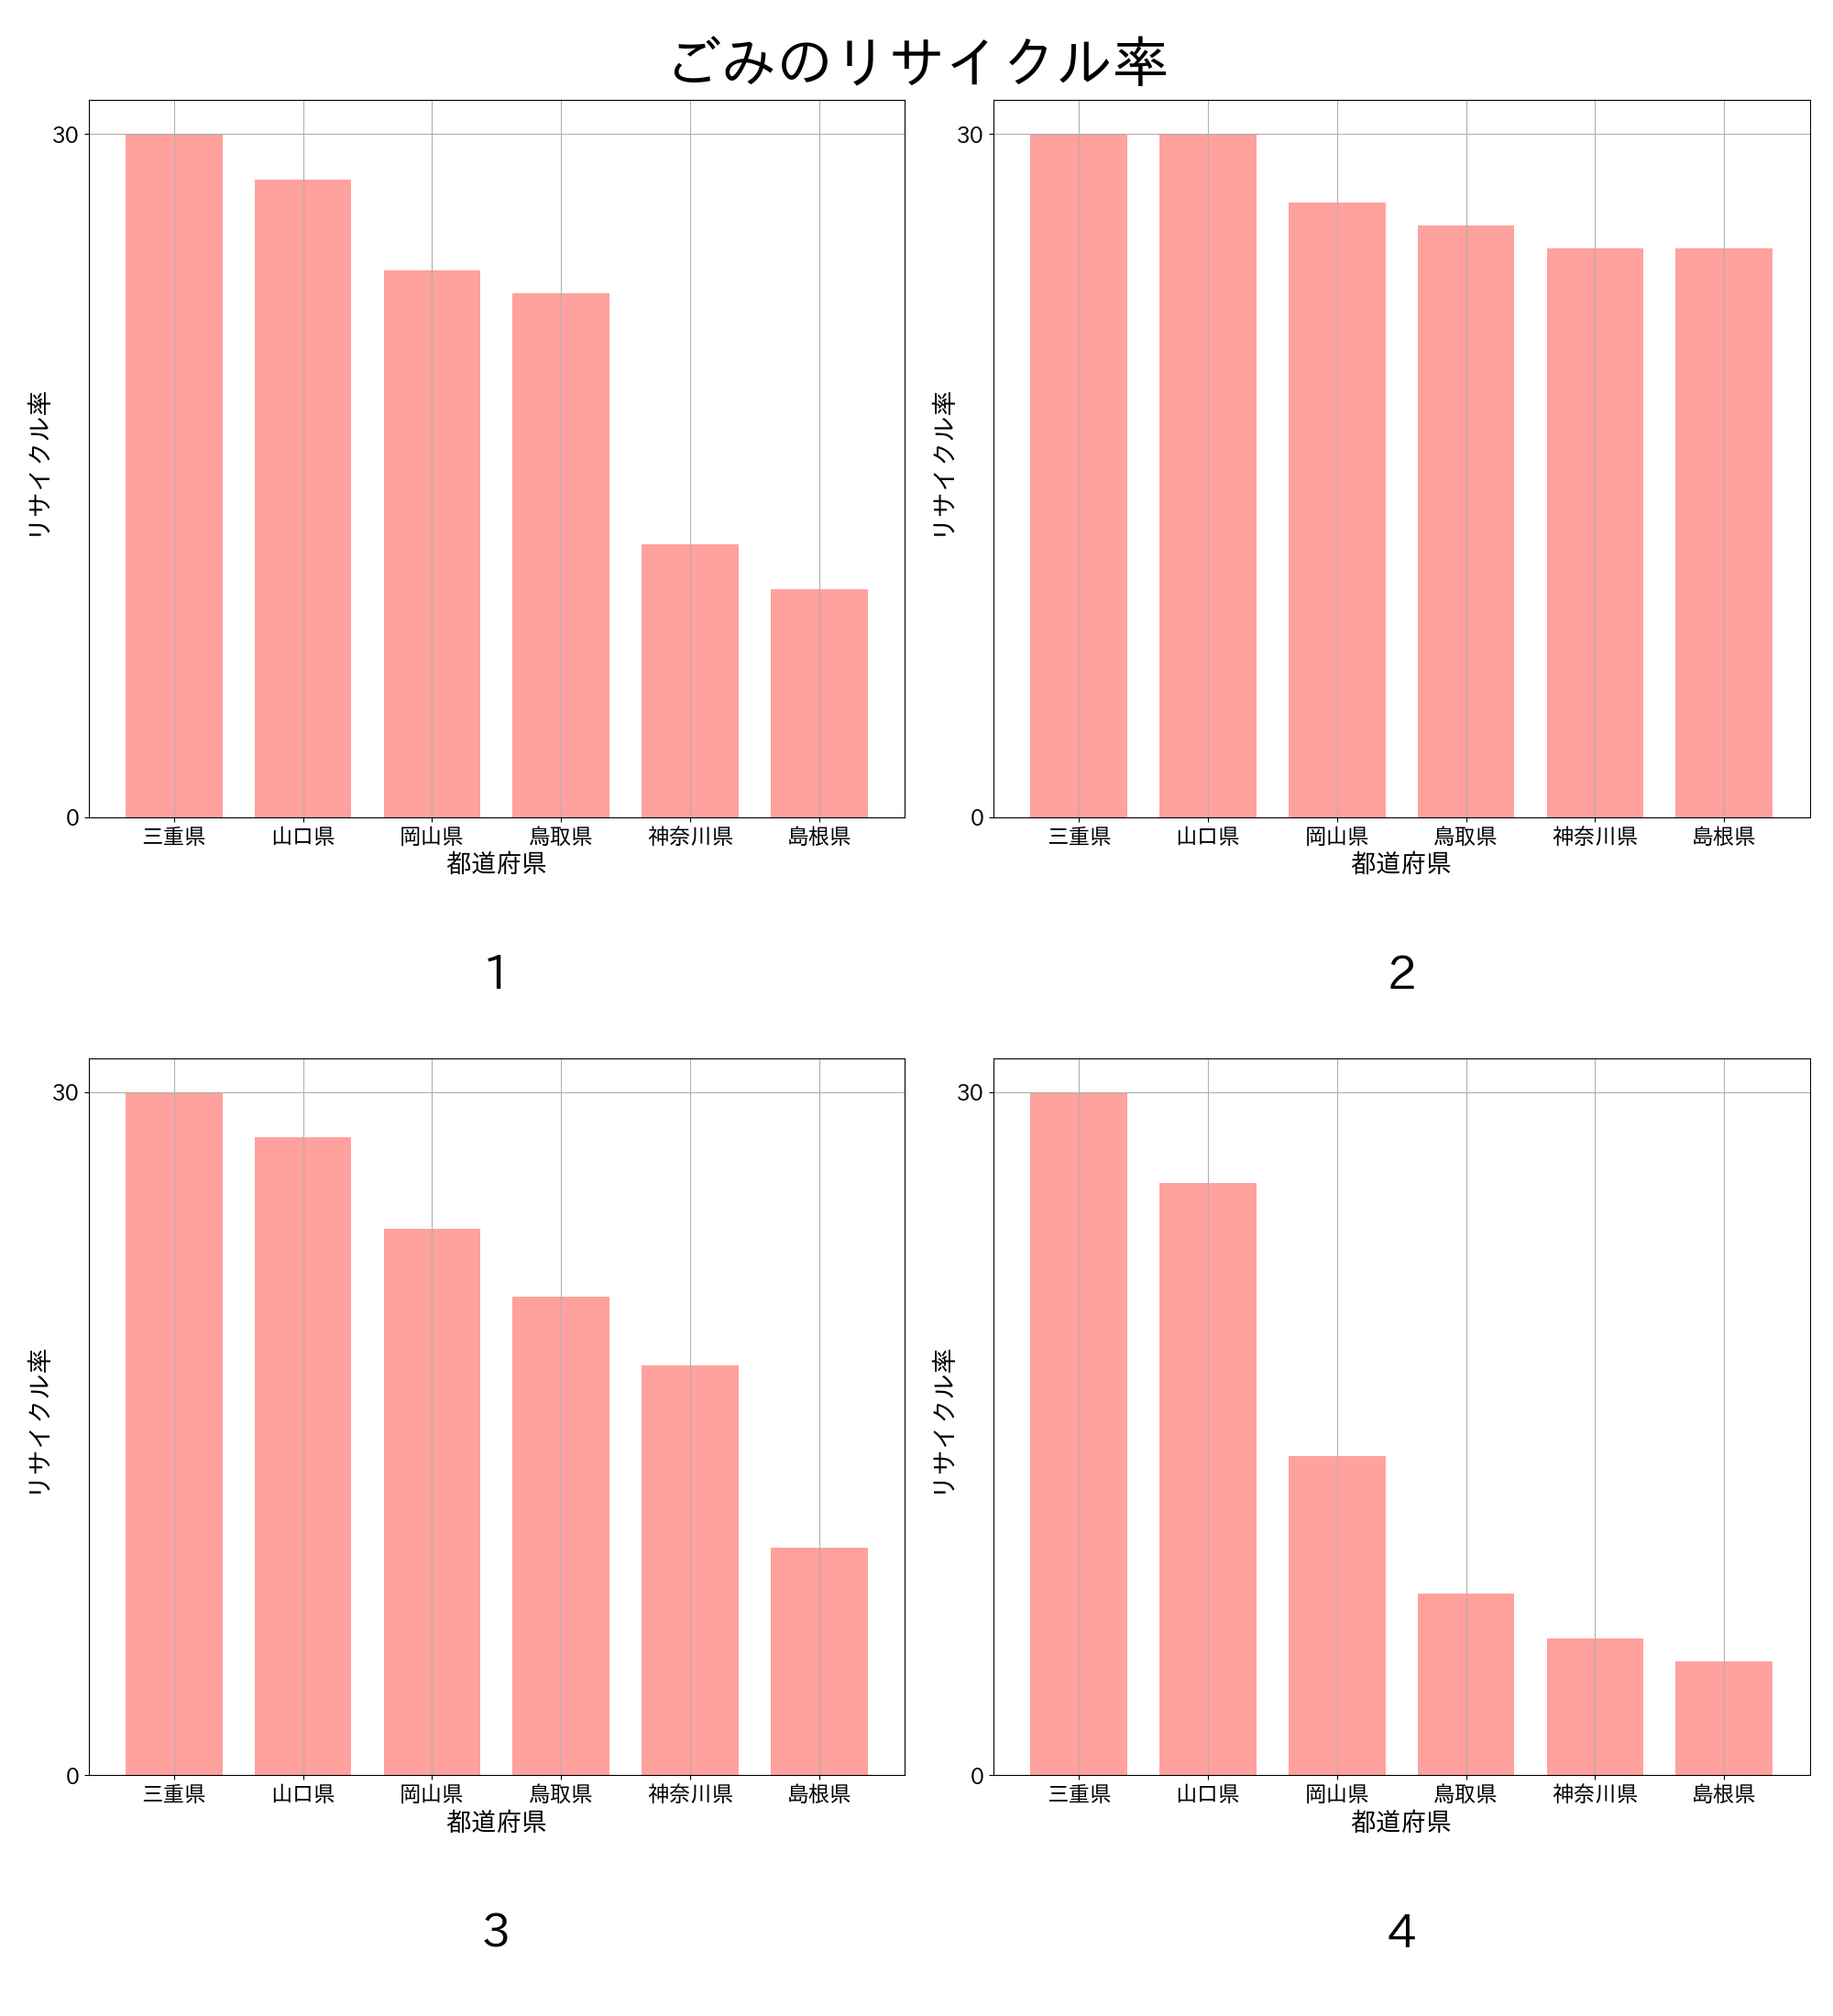 ごみのリサイクル率
30
0
リサイクル率
三重県 山口県 岡山県 鳥取県 神奈川県 島根県
都道府県
1
30
0
リサイクル率
三重県 山口県 岡山県 鳥取県 神奈川県 島根県
都道府県
2
30
0
リサイクル率
三重県 山口県 岡山県 鳥取県 神奈川県 島根県
都道府県
3
30
0
リサイクル率
三重県 山口県 岡山県 鳥取県 神奈川県 島根県
都道府県
4